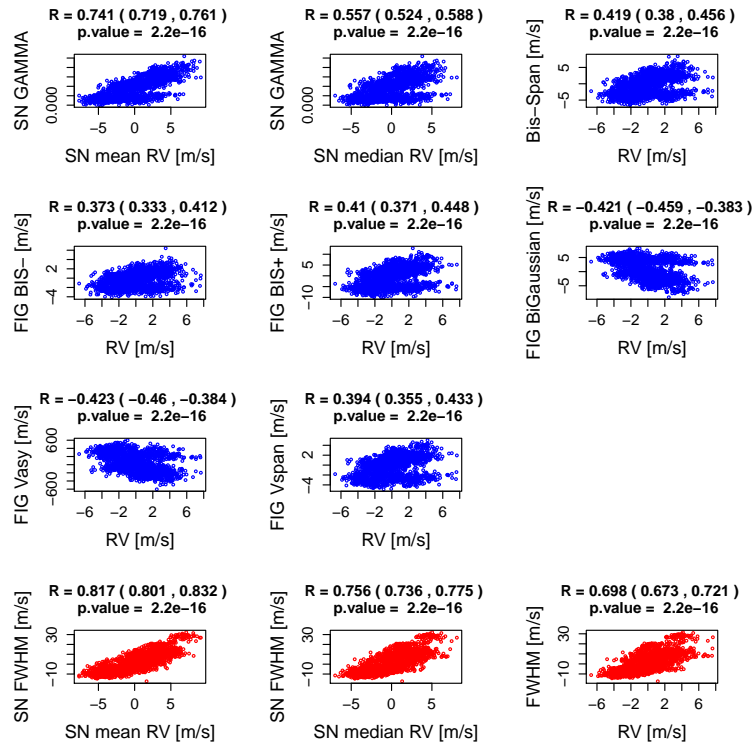 R = 0.741 ( 0.719 , 0.761 )
p.value = 2.2e−16
SN GAMMA
0.000
−5 0 5
SN mean RV [m/s]
R = 0.557 ( 0.524 , 0.588 )
p.value = 2.2e−16
SN GAMMA
0.000
−5 0 5
SN median RV [m/s]
R = 0.419 ( 0.38 , 0.456 )
p.value = 2.2e−16
Bis−Span [m/s]
−5 5
−6 −2 2 6
RV [m/s]
R = 0.373 ( 0.333 , 0.412 )
p.value = 2.2e−16
FIG BIS− [m/s]
−4 2
−6 −2 2 6
RV [m/s]
R = 0.41 ( 0.371 , 0.448 )
p.value = 2.2e−16
FIG BIS+ [m/s]
−10 5
−6 −2 2 6
RV [m/s]
R = −0.421 ( −0.459 , −0.383 )
p.value = 2.2e−16
FIG BiGaussian [m/s]
−5 5
−6 −2 2 6
RV [m/s]
R = −0.423 ( −0.46 , −0.384 )
p.value = 2.2e−16
FIG Vasy [m/s]
−600 600
−6 −2 2 6
RV [m/s]
R = 0.394 ( 0.355 , 0.433 )
p.value = 2.2e−16
FIG Vspan [m/s]
−4 2
−6 −2 2 6
RV [m/s]
R = 0.817 ( 0.801 , 0.832 )
p.value = 2.2e−16
SN FWHM [m/s]
−10 30
−5 0 5
SN mean RV [m/s]
R = 0.756 ( 0.736 , 0.775 )
p.value = 2.2e−16
SN FWHM [m/s]
−10 30
−5 0 5
SN median RV [m/s]
R = 0.698 ( 0.673 , 0.721 )
p.value = 2.2e−16
FWHM [m/s]
−10 30
−6 −2 2 6
RV [m/s]